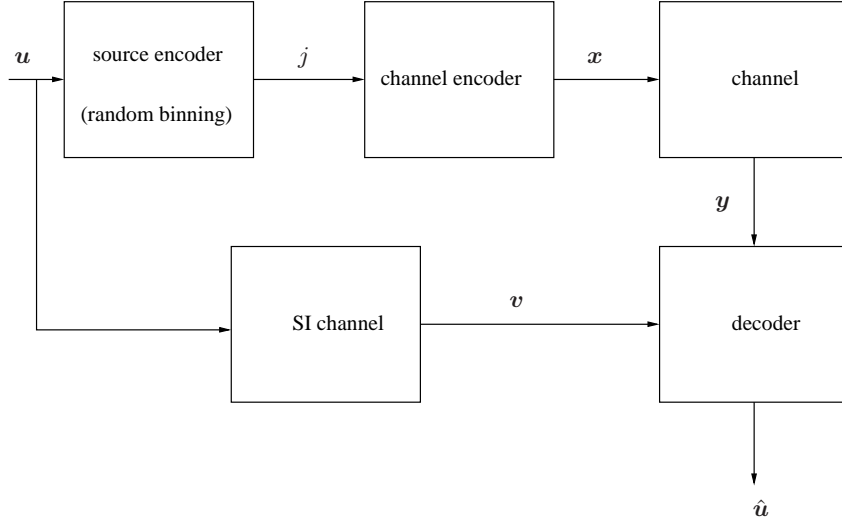 u
source encoder
(random binning)
j
channel encoder
x
channel
y
SI channel
v
decoder
û